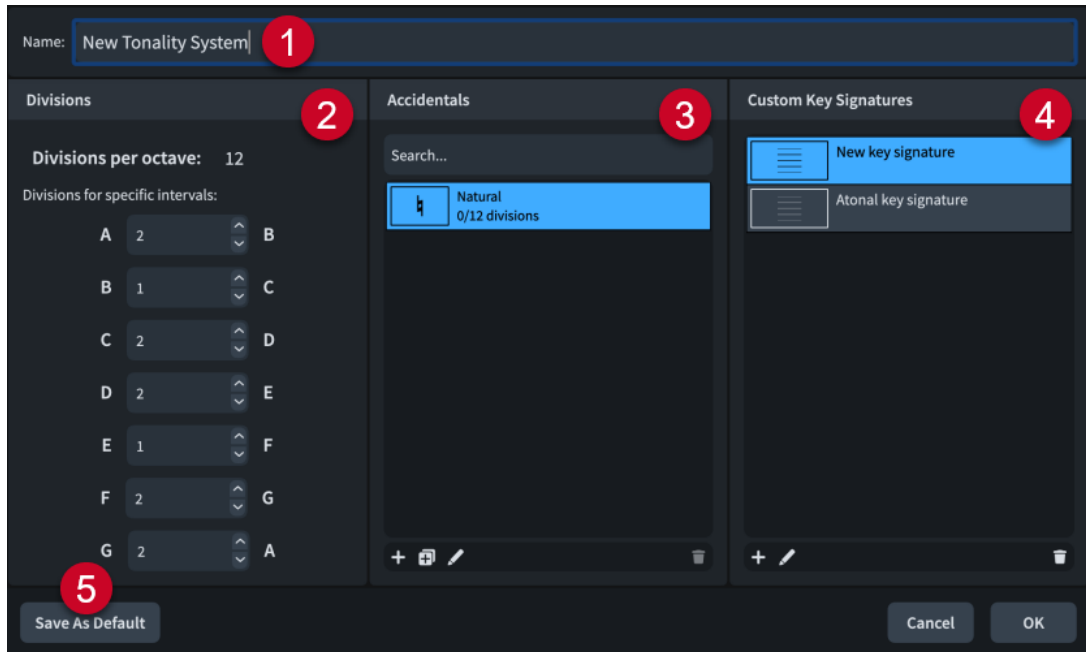 Name: New Tonality System 1
Divisions 2
Accidentals 3
Custom Key Signatures 4
Divisions per octave: 12
Divisions for specific intervals:
A 2 B
B 1 C
C 2 D
D 2 E
E 1 F
F 2 G
G 2 A
Search...
Natural
0/12 divisions
New key signature
Atonal key signature
5
Save As Default
Cancel
OK